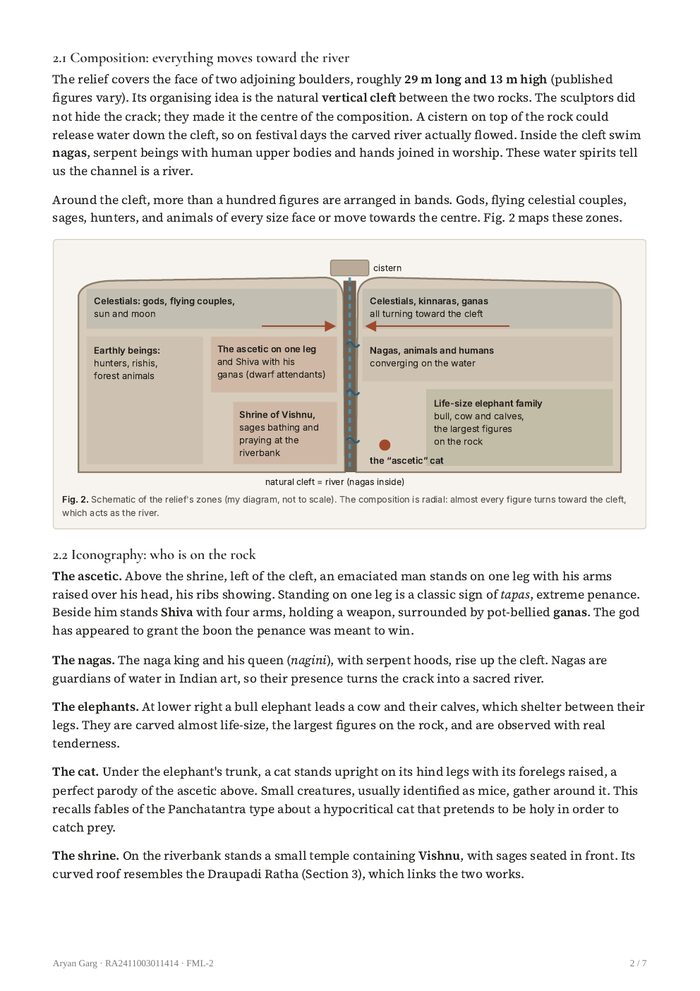 2.1 Composition: everything moves toward the river
The relief covers the face of two adjoining boulders, roughly 29 m long and 13 m high (published
figures vary). Its organising idea is the natural vertical cleft between the two rocks. The sculptors did
not hide the crack; they made it the centre of the composition. A cistern on top of the rock could
release water down the cleft, so on festival days the carved river actually flowed. Inside the cleft swim
nagas, serpent beings with human upper bodies and hands joined in worship. These water spirits tell
us the channel is a river.
Around the cleft, more than a hundred figures are arranged in bands. Gods, flying celestial couples,
sages, hunters, and animals of every size face or move towards the centre. Fig. 2 maps these zones.
cistern
Celestials: gods, flying couples,
sun and moon
Celestials, kinnaras, ganas
all turning toward the cleft
Earthly beings:
hunters, rishis,
forest animals
The ascetic on one leg
and Shiva with his
ganas (dwarf attendants)
Nagas, animals and humans
converging on the water
Shrine of Vishnu,
sages bathing and
praying at the
riverbank
Life-size elephant family
bull, cow and calves,
the largest figures
on the rock
the “ascetic” cat
natural cleft = river (nagas inside)
Fig. 2. Schematic of the relief's zones (my diagram, not to scale). The composition is radial: almost every figure turns toward the cleft,
which acts as the river.
2.2 Iconography: who is on the rock
The ascetic. Above the shrine, left of the cleft, an emaciated man stands on one leg with his arms
raised over his head, his ribs showing. Standing on one leg is a classic sign of tapas, extreme penance.
Beside him stands Shiva with four arms, holding a weapon, surrounded by pot-bellied ganas. The god
has appeared to grant the boon the penance was meant to win.
The nagas. The naga king and his queen (nagini), with serpent hoods, rise up the cleft. Nagas are
guardians of water in Indian art, so their presence turns the crack into a sacred river.
The elephants. At lower right a bull elephant leads a cow and their calves, which shelter between their
legs. They are carved almost life-size, the largest figures on the rock, and are observed with real
tenderness.
The cat. Under the elephant's trunk, a cat stands upright on its hind legs with its forelegs raised, a
perfect parody of the ascetic above. Small creatures, usually identified as mice, gather around it. This
recalls fables of the Panchatantra type about a hypocritical cat that pretends to be holy in order to
catch prey.
The shrine. On the riverbank stands a small temple containing Vishnu, with sages seated in front. Its
curved roof resembles the Draupadi Ratha (Section 3), which links the two works.
Aryan Garg · RA2411003011414 · FML-2
2 / 7